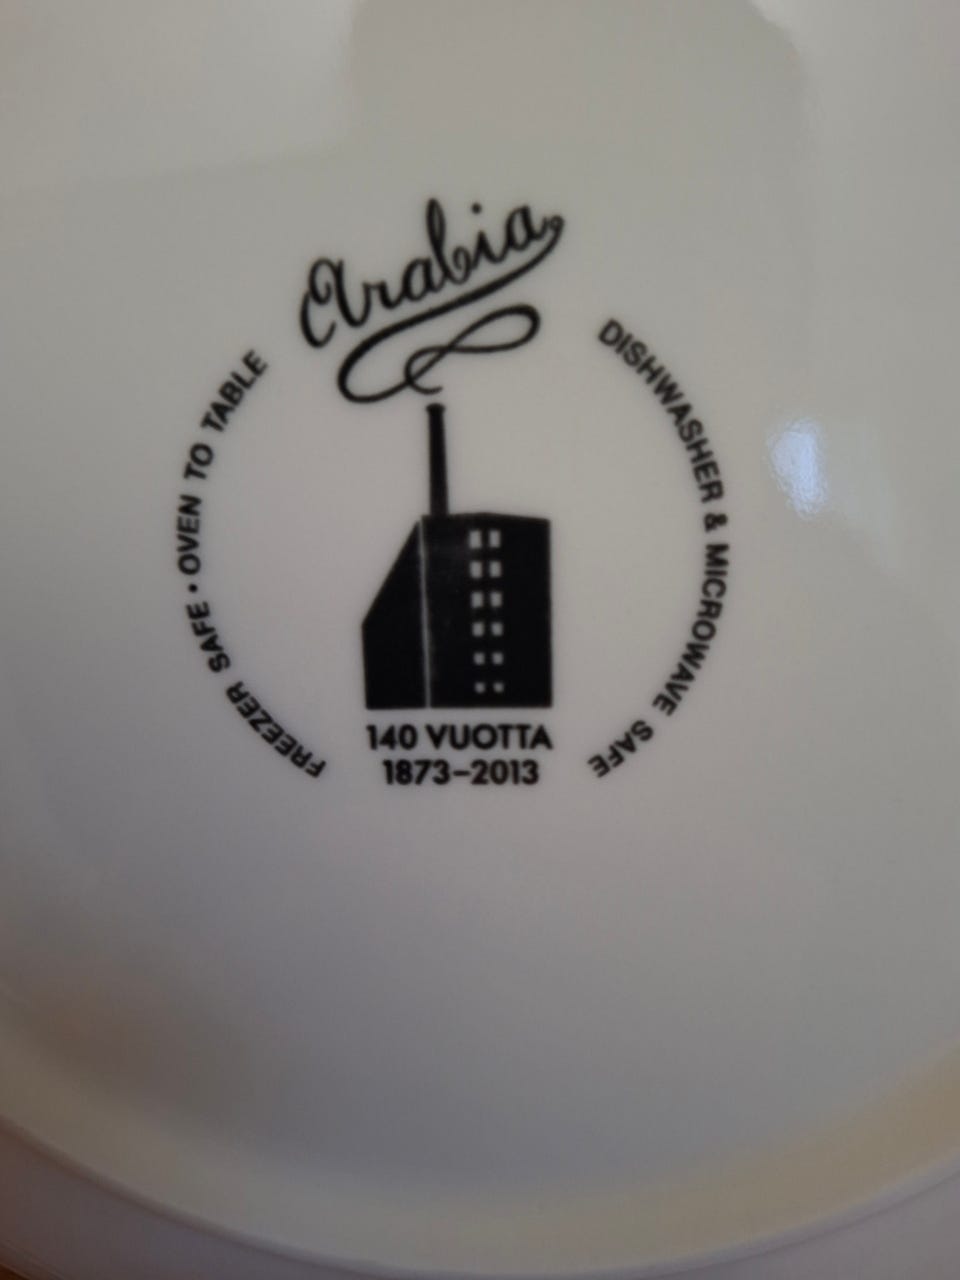 Arabia
FREEZER SAFE • OVEN TO TABLE
DISHWASHER & MICROWAVE SAFE
140 VUOTTA
1873–2013